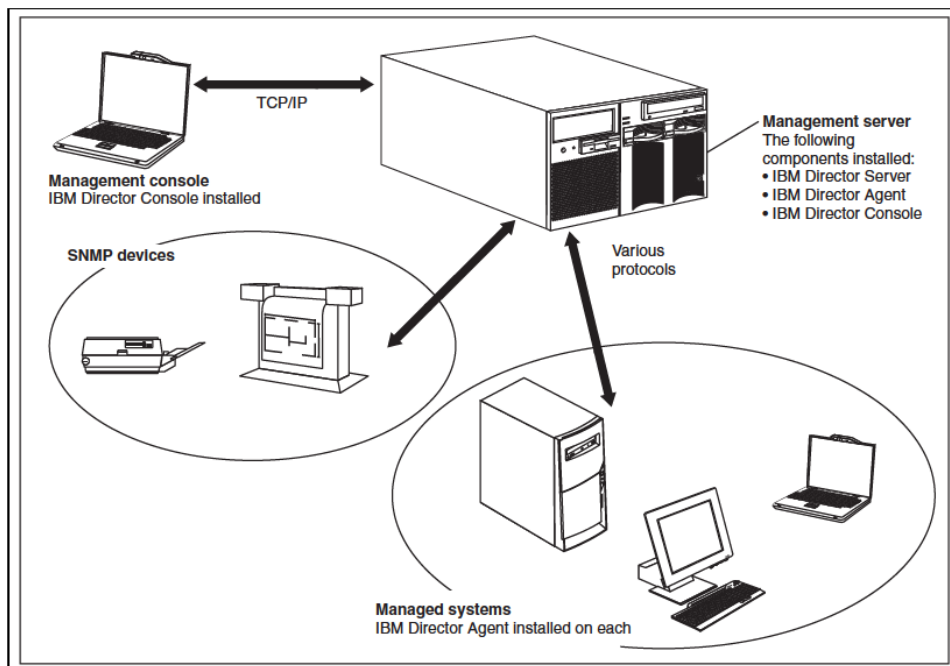 TCP/IP
Management server
The following
components installed:
• IBM Director Server
• IBM Director Agent
• IBM Director Console
Management console
IBM Director Console installed
SNMP devices
Various
protocols
Managed systems
IBM Director Agent installed on each